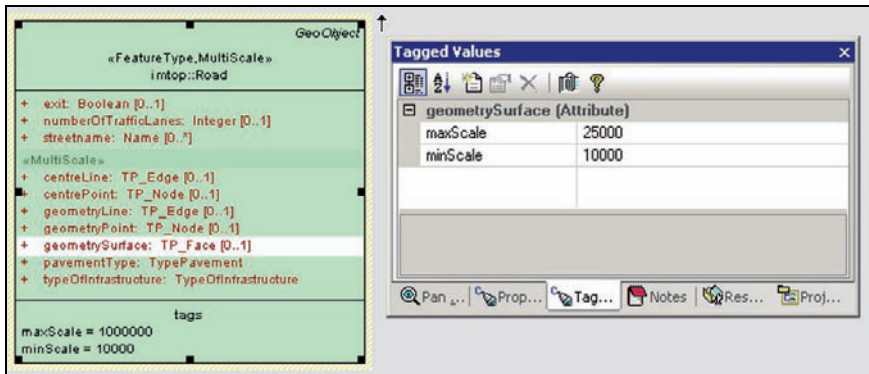 GeoObject
«FeatureType,MultiScale»
imtop::Road
+ exit: Boolean [0..1]
+ numberOfTrafficLanes: Integer [0..1]
+ streetname: Name [0..*]
«MultiScale»
+ centreLine: TP_Edge [0..1]
+ centrePoint: TP_Node [0..1]
+ geometryLine: TP_Edge [0..1]
+ geometryPoint: TP_Node [0..1]
+ geometrySurface: TP_Face [0..1]
+ pavementType: TypePavement
+ typeOfInfrastructure: TypeOfInfrastructure
tags
maxScale = 1000000
minScale = 10000
Tagged Values
geometrySurface (Attribute)
maxScale 25000
minScale 10000
Pan ... Prop... Tag... Notes Res... Proj...